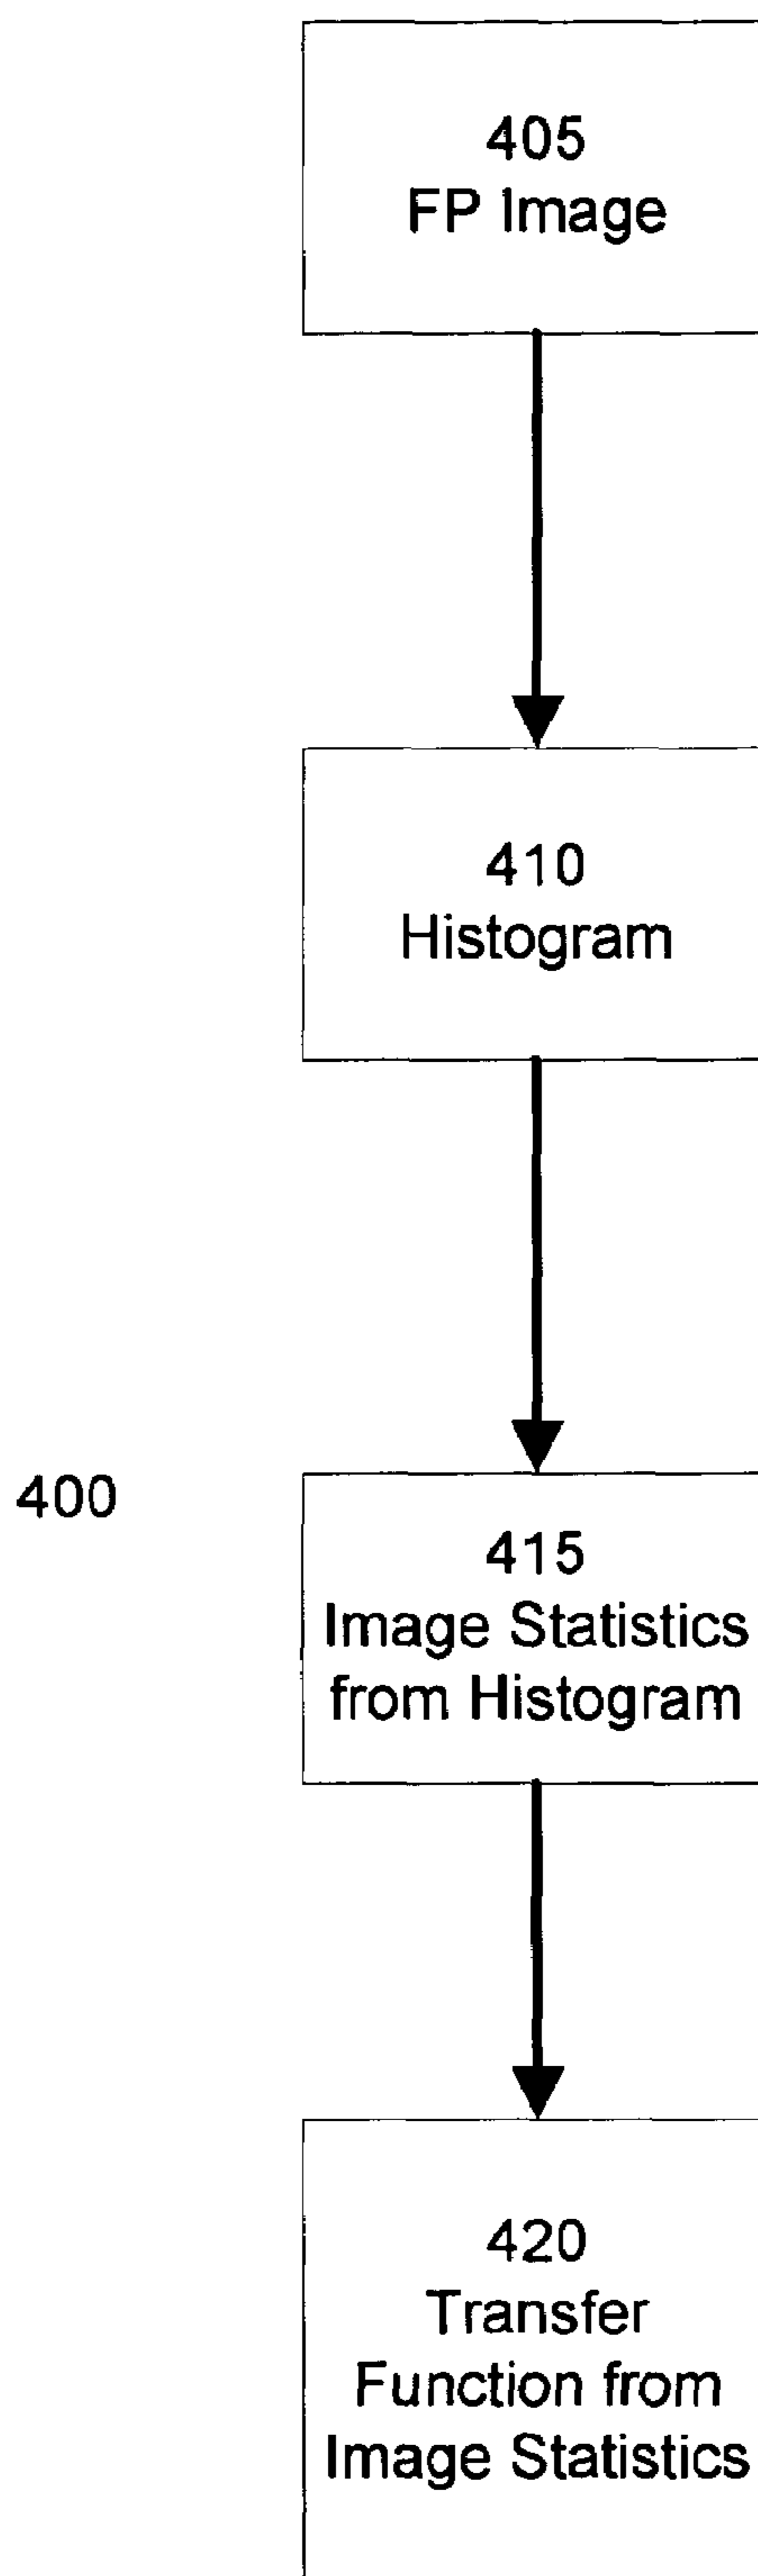 405
FP Image
410
Histogram
400
415
Image Statistics
from Histogram
420
Transfer
Function from
Image Statistics